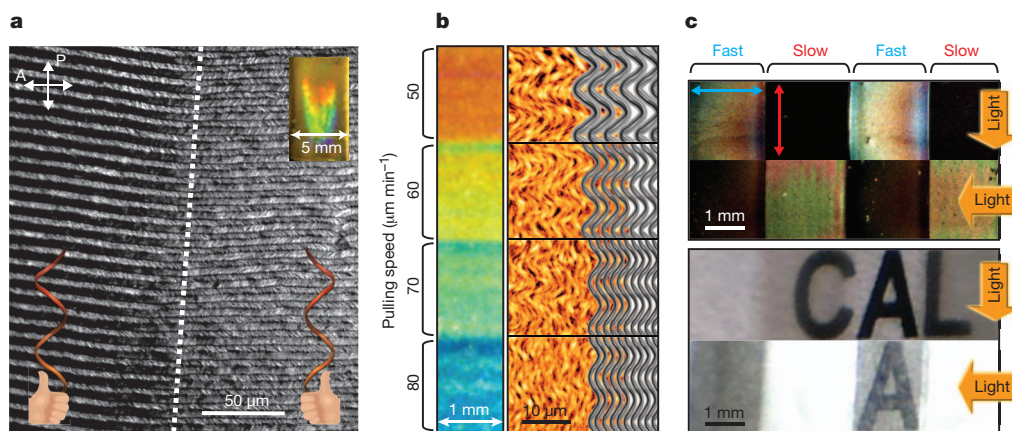 a
P
A
5 mm
50 µm
b
Pulling speed (µm min⁻¹)
50
60
70
80
1 mm
10 µm
c
Fast Slow Fast Slow
Light
Light
1 mm
CAL
Light
A
Light
1 mm